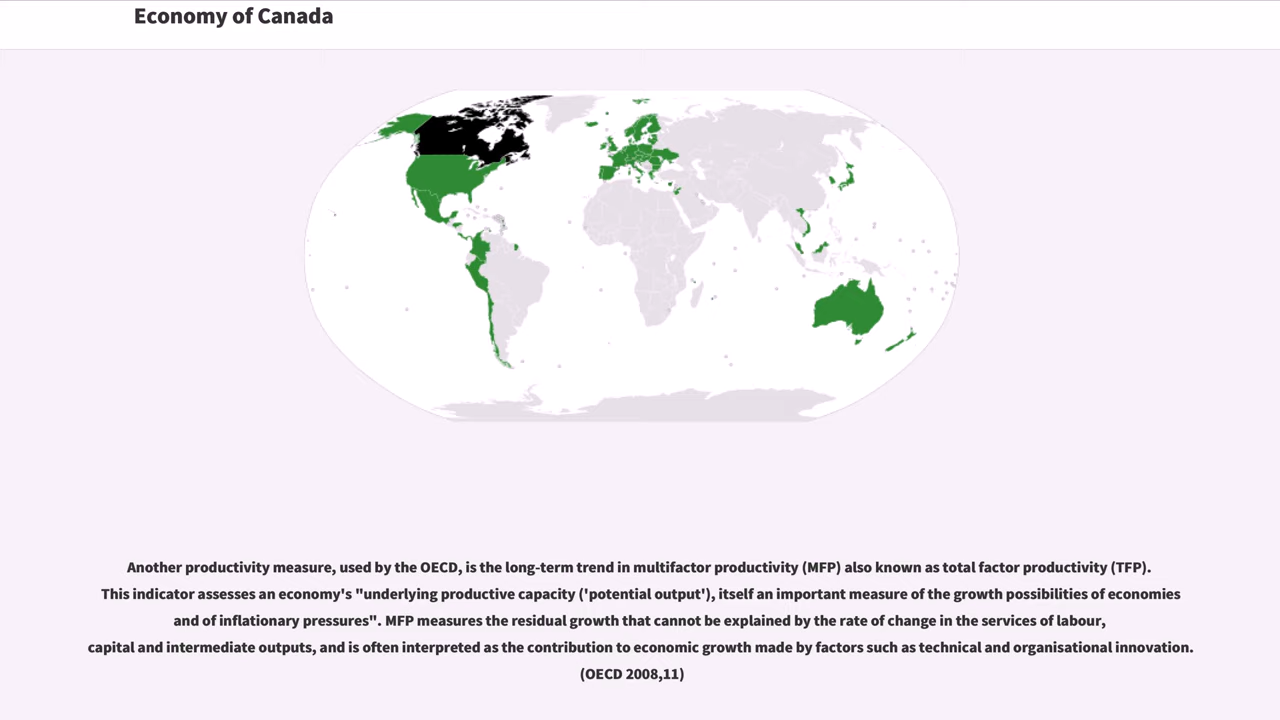 Economy of Canada
Another productivity measure, used by the OECD, is the long-term trend in multifactor productivity (MFP) also known as total factor productivity (TFP).
This indicator assesses an economy's "underlying productive capacity ('potential output'), itself an important measure of the growth possibilities of economies
and of inflationary pressures". MFP measures the residual growth that cannot be explained by the rate of change in the services of labour,
capital and intermediate outputs, and is often interpreted as the contribution to economic growth made by factors such as technical and organisational innovation.
(OECD 2008,11)